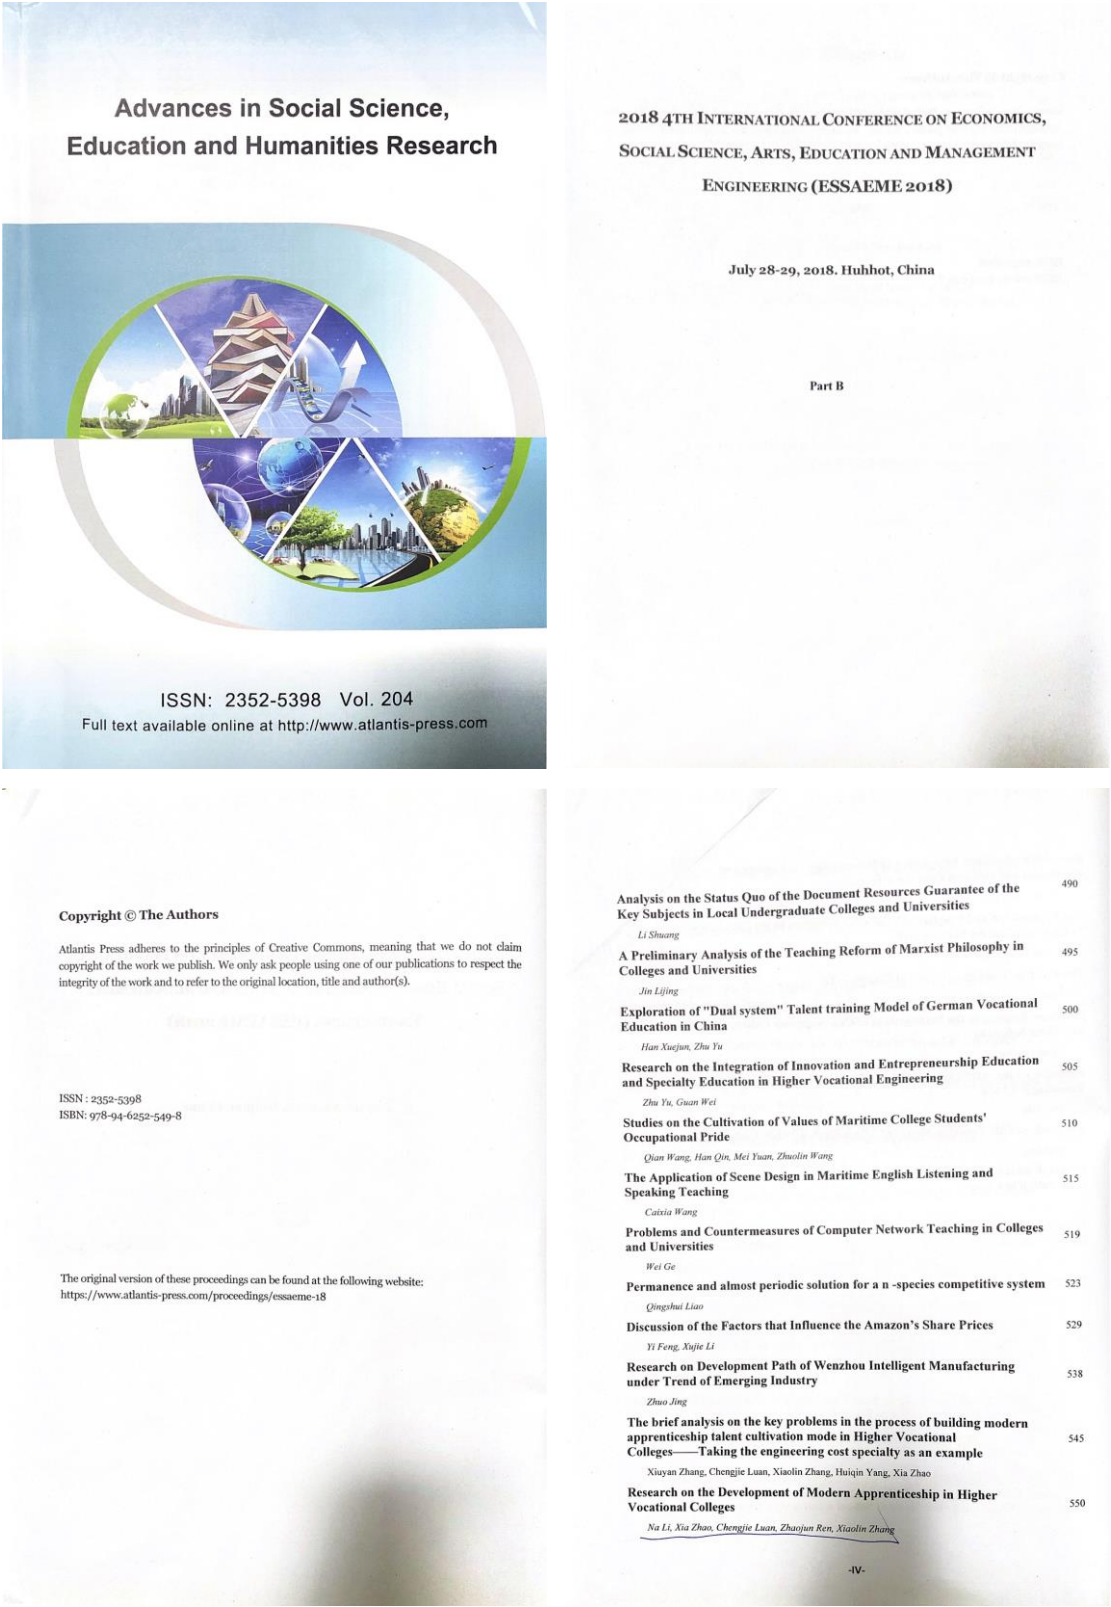 Advances in Social Science,
Education and Humanities Research
ISSN: 2352-5398 Vol. 204
Full text available online at http://www.atlantis-press.com
2018 4TH INTERNATIONAL CONFERENCE ON ECONOMICS,
SOCIAL SCIENCE, ARTS, EDUCATION AND MANAGEMENT
ENGINEERING (ESSAEME 2018)
July 28-29, 2018. Huhhot, China
Part B
Copyright © The Authors
Atlantis Press adheres to the principles of Creative Commons, meaning that we do not claim
copyright of the work we publish. We only ask people using one of our publications to respect the
integrity of the work and to refer to the original location, title and author(s).
ISSN : 2352-5398
ISBN: 978-94-6252-549-8
The original version of these proceedings can be found at the following website:
https://www.atlantis-press.com/proceedings/essaeme-18
Analysis on the Status Quo of the Document Resources Guarantee of the 490
Key Subjects in Local Undergraduate Colleges and Universities
Li Shuang
A Preliminary Analysis of the Teaching Reform of Marxist Philosophy in 495
Colleges and Universities
Jin Lijing
Exploration of "Dual system" Talent training Model of German Vocational 500
Education in China
Han Xuejun, Zhu Yu
Research on the Integration of Innovation and Entrepreneurship Education 505
and Specialty Education in Higher Vocational Engineering
Zhu Yu, Guan Wei
Studies on the Cultivation of Values of Maritime College Students' 510
Occupational Pride
Qian Wang, Han Qin, Mei Yuan, Zhuolin Wang
The Application of Scene Design in Maritime English Listening and 515
Speaking Teaching
Caixia Wang
Problems and Countermeasures of Computer Network Teaching in Colleges 519
and Universities
Wei Ge
Permanence and almost periodic solution for a n -species competitive system 523
Qingshui Liao
Discussion of the Factors that Influence the Amazon's Share Prices 529
Yi Feng, Xujie Li
Research on Development Path of Wenzhou Intelligent Manufacturing 538
under Trend of Emerging Industry
Zhuo Jing
The brief analysis on the key problems in the process of building modern
apprenticeship talent cultivation mode in Higher Vocational 545
Colleges——Taking the engineering cost specialty as an example
Xiuyan Zhang, Chengjie Luan, Xiaolin Zhang, Huiqin Yang, Xia Zhao
Research on the Development of Modern Apprenticeship in Higher 550
Vocational Colleges
Na Li, Xia Zhao, Chengjie Luan, Zhaojun Ren, Xiaolin Zhang
-IV-